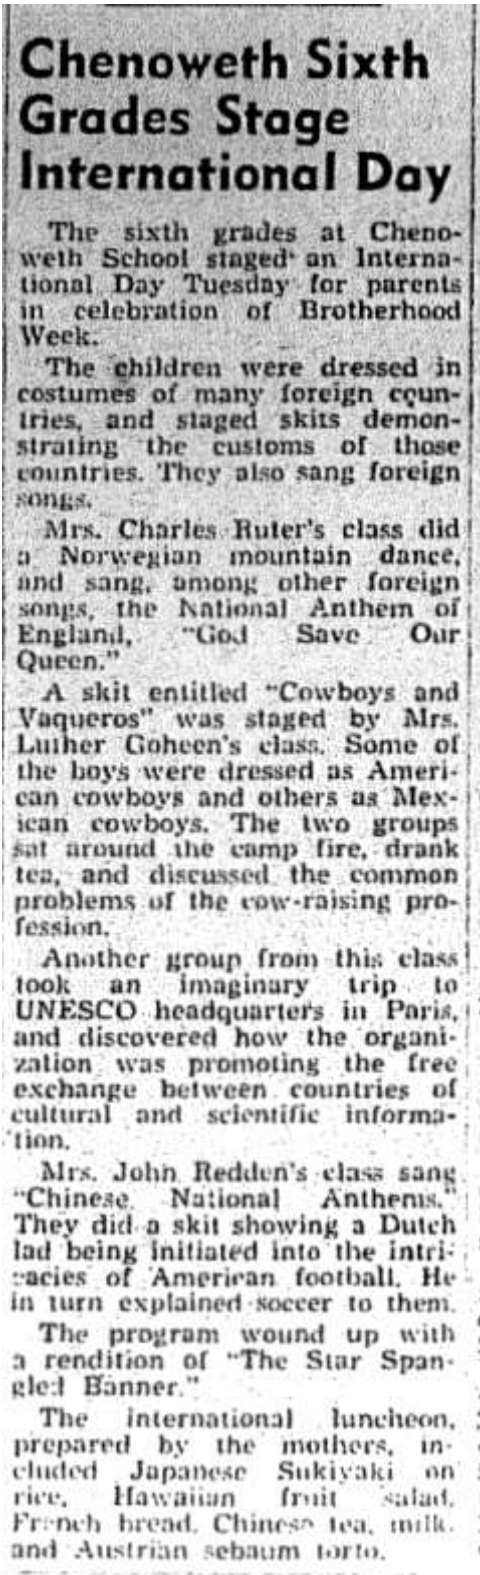 Chenoweth Sixth
Grades Stage
International Day
The sixth grades at Cheno-
weth School staged an Interna-
tional Day Tuesday for parents
in celebration of Brotherhood
Week.
The children were dressed in
costumes of many foreign coun-
tries, and staged skits demon-
strating the customs of those
countries. They also sang foreign
songs.
Mrs. Charles Ruter's class did
a Norwegian mountain dance,
and sang, among other foreign
songs, the National Anthem of
England, "God Save Our
Queen."
A skit entitled "Cowboys and
Vaqueros" was staged by Mrs.
Luther Goheen's class. Some of
the boys were dressed as Ameri-
can cowboys and others as Mex-
ican cowboys. The two groups
sat around the camp fire, drank
tea, and discussed the common
problems of the cow-raising pro-
fession.
Another group from this class
took an imaginary trip to
UNESCO headquarters in Paris,
and discovered how the organi-
zation was promoting the free
exchange between countries of
cultural and scientific informa-
tion.
Mrs. John Redden's class sang
"Chinese National Anthems."
They did a skit showing a Dutch
lad being initiated into the intri-
cacies of American football. He
in turn explained soccer to them.
The program wound up with
a rendition of "The Star Span-
gled Banner."
The international luncheon,
prepared by the mothers, in-
cluded Japanese Sukiyaki on
rice, Hawaiian fruit salad,
French bread, Chinese tea, milk,
and Austrian sebaum torto.